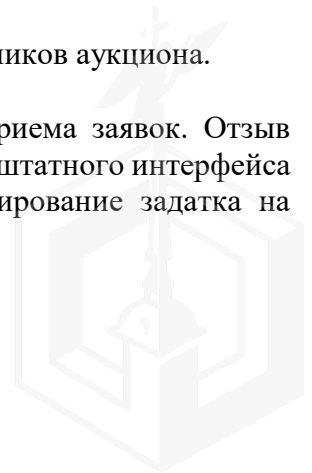 ников аукциона.
риема заявок. Отзыв
штатного интерфейса
ирование задатка на